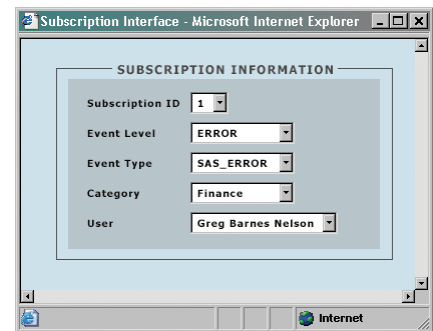 Subscription Interface - Microsoft Internet Explorer
SUBSCRIPTION INFORMATION
Subscription ID 1
Event Level ERROR
Event Type SAS_ERROR
Category Finance
User Greg Barnes Nelson
Internet